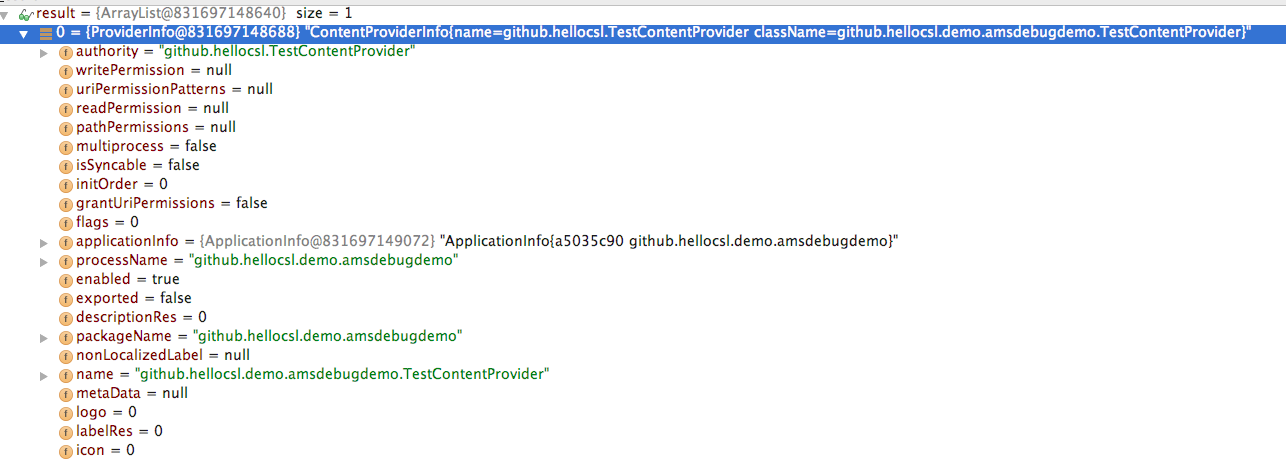 result = {ArrayList@831697148640} size = 1
0 = {ProviderInfo@831697148688} "ContentProviderInfo{name=github.hellocsl.TestContentProvider className=github.hellocsl.demo.amsdebugdemo.TestContentProvider}"
f authority = "github.hellocsl.TestContentProvider"
f writePermission = null
f uriPermissionPatterns = null
f readPermission = null
f pathPermissions = null
f multiprocess = false
f isSyncable = false
f initOrder = 0
f grantUriPermissions = false
f flags = 0
f applicationInfo = {ApplicationInfo@831697149072} "ApplicationInfo{a5035c90 github.hellocsl.demo.amsdebugdemo}"
f processName = "github.hellocsl.demo.amsdebugdemo"
f enabled = true
f exported = false
f descriptionRes = 0
f packageName = "github.hellocsl.demo.amsdebugdemo"
f nonLocalizedLabel = null
f name = "github.hellocsl.demo.amsdebugdemo.TestContentProvider"
f metaData = null
f logo = 0
f labelRes = 0
f icon = 0